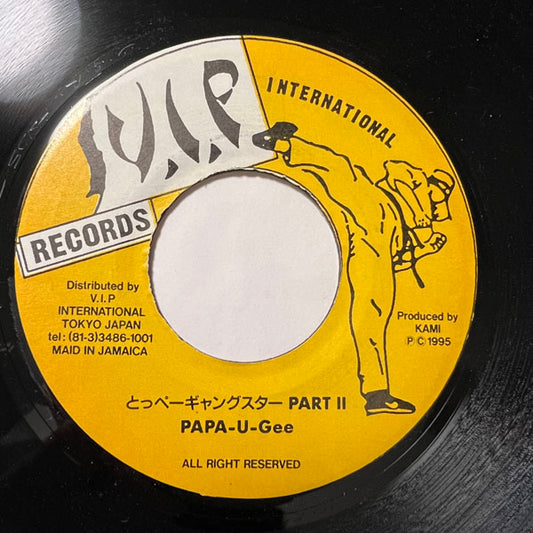 V.I.P
INTERNATIONAL
RECORDS
Distributed by
V.I.P
INTERNATIONAL
TOKYO JAPAN
tel: (81-3)3486-1001
MAID IN JAMAICA
Produced by
KAMI
Ⓟ Ⓒ 1995
とっぺーギャングスター PART II
PAPA-U-Gee
ALL RIGHT RESERVED